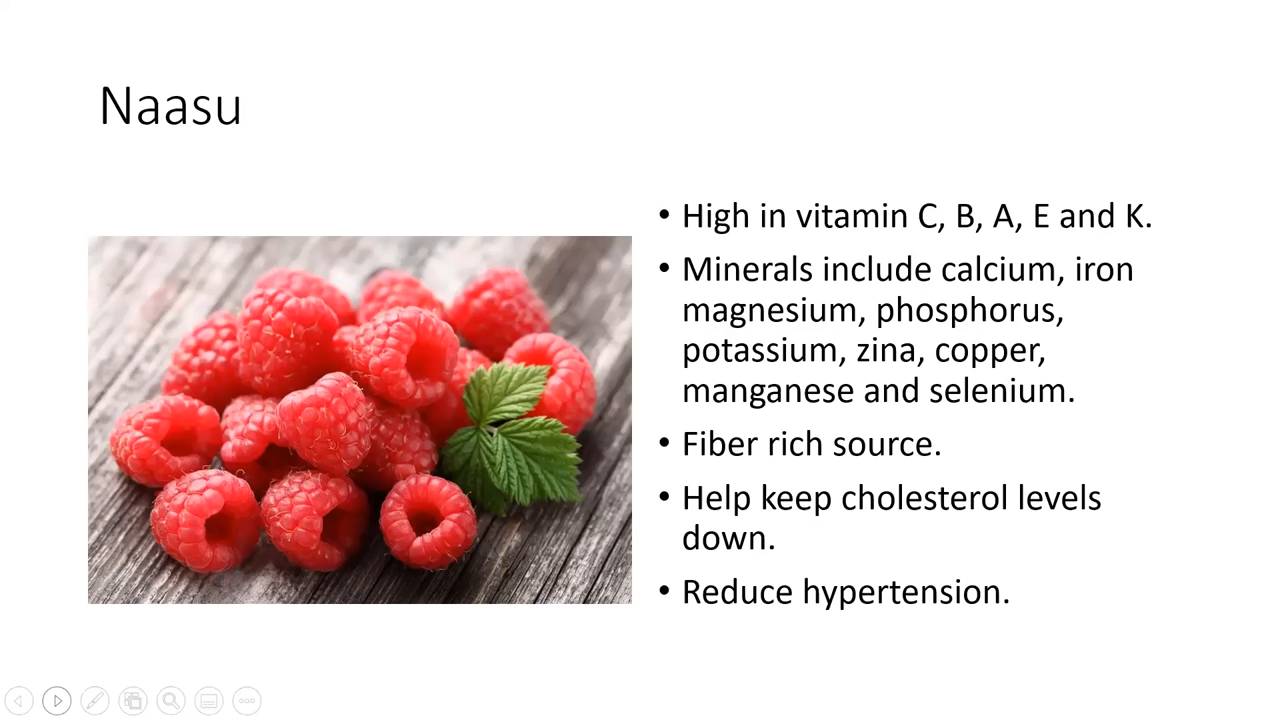 Naasu
• High in vitamin C, B, A, E and K.
• Minerals include calcium, iron
magnesium, phosphorus,
potassium, zina, copper,
manganese and selenium.
• Fiber rich source.
• Help keep cholesterol levels
down.
• Reduce hypertension.